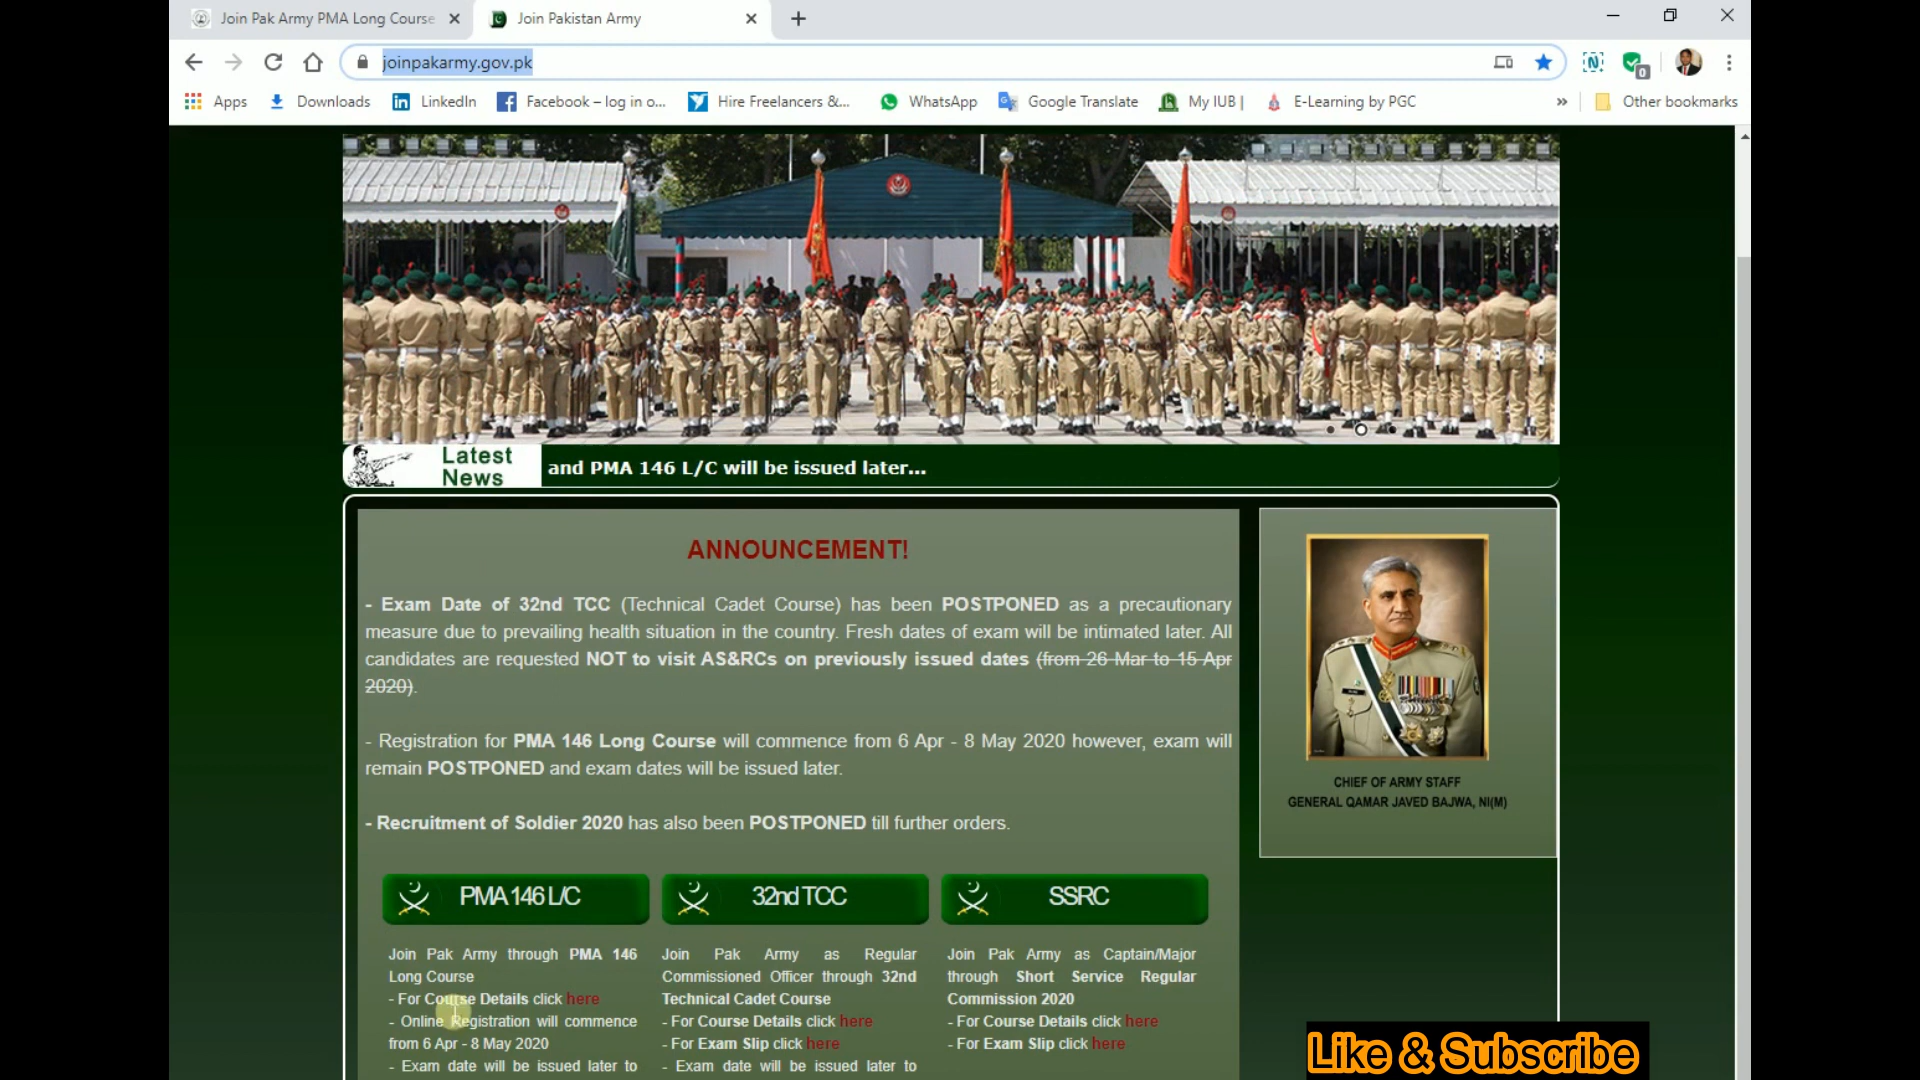 Join Pak Army PMA Long Course
Join Pakistan Army
joinpakarmy.gov.pk
0
Apps
Downloads
LinkedIn
Facebook – log in o...
Hire Freelancers &...
WhatsApp
Google Translate
My IUB |
E-Learning by PGC
»
Other bookmarks
Latest
News
and PMA 146 L/C will be issued later...
ANNOUNCEMENT!
- Exam Date of 32nd TCC (Technical Cadet Course) has been POSTPONED as a precautionary
measure due to prevailing health situation in the country. Fresh dates of exam will be intimated later. All
candidates are requested NOT to visit AS&RCs on previously issued dates (from 26 Mar to 15 Apr
2020).
- Registration for PMA 146 Long Course will commence from 6 Apr - 8 May 2020 however, exam will
remain POSTPONED and exam dates will be issued later.
- Recruitment of Soldier 2020 has also been POSTPONED till further orders.
CHIEF OF ARMY STAFF
GENERAL QAMAR JAVED BAJWA, NI(M)
PMA 146 L/C
Join Pak Army through PMA 146
Long Course
- For Course Details click here
- Online Registration will commence
from 6 Apr - 8 May 2020
- Exam date will be issued later to
32nd TCC
Join Pak Army as Regular
Commissioned Officer through 32nd
Technical Cadet Course
- For Course Details click here
- For Exam Slip click here
- Exam date will be issued later to
SSRC
Join Pak Army as Captain/Major
through Short Service Regular
Commission 2020
- For Course Details click here
- For Exam Slip click here
Like & Subscribe